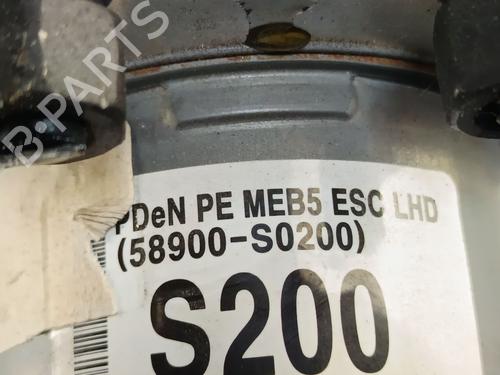 B-PARTS
PDeN PE MEB5 ESC LHD
(58900-S0200)
S200